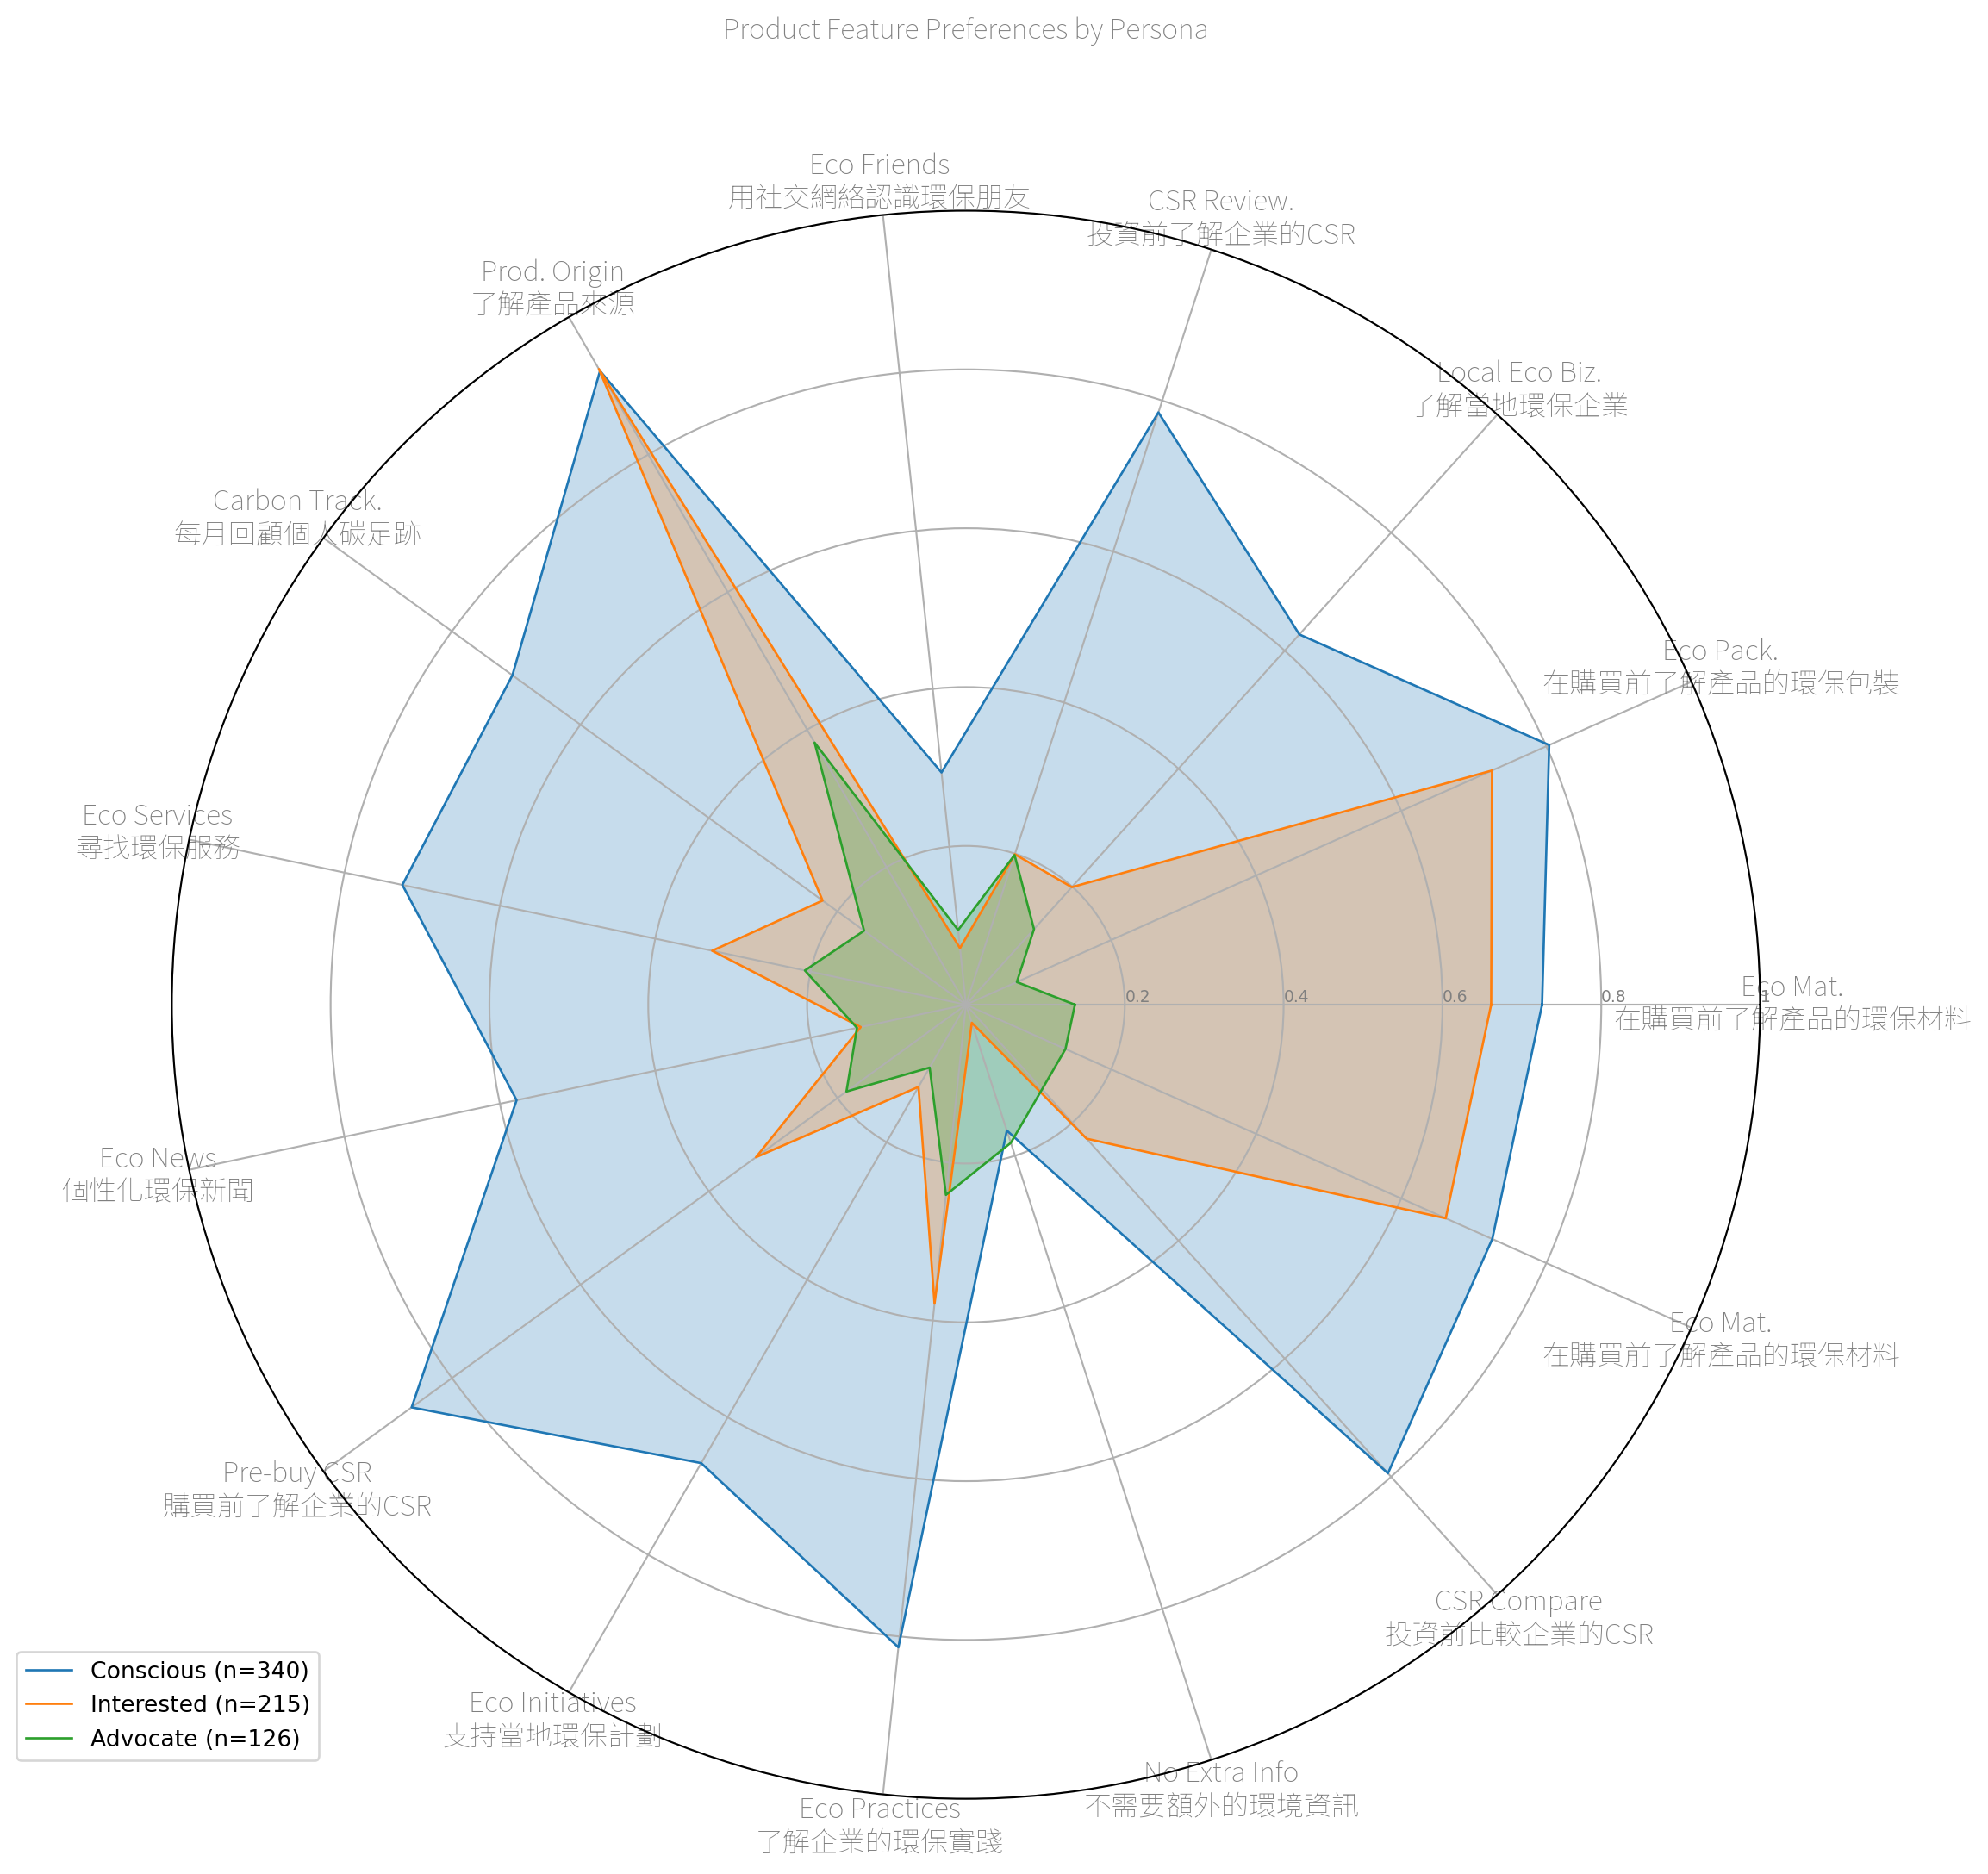 Product Feature Preferences by Persona
Eco Friends
用社交網絡認識環保朋友
CSR Review.
投資前了解企業的CSR
Prod. Origin
了解產品來源
Local Eco Biz.
了解當地環保企業
Carbon Track.
每月回顧個人碳足跡
Eco Pack.
在購買前了解產品的環保包裝
Eco Services
尋找環保服務
0.2
0.4
0.6
0.8
1
Eco Mat.
在購買前了解產品的環保材料
Eco News
個性化環保新聞
Eco Mat.
在購買前了解產品的環保材料
Pre-buy CSR
購買前了解企業的CSR
CSR Compare
投資前比較企業的CSR
Eco Initiatives
支持當地環保計劃
No Extra Info
不需要額外的環境資訊
Eco Practices
了解企業的環保實踐
Conscious (n=340)
Interested (n=215)
Advocate (n=126)